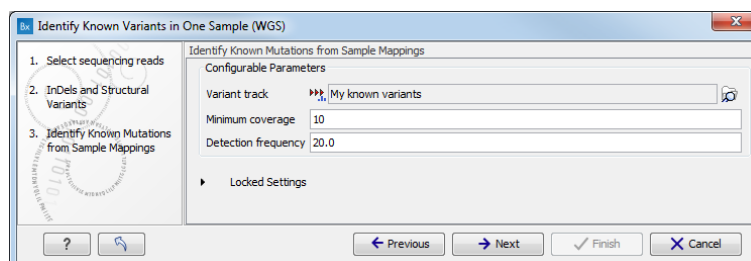 Bx Identify Known Variants in One Sample (WGS)
x
1. Select sequencing reads
2. InDels and Structural
Variants
3. Identify Known Mutations
from Sample Mappings
Identify Known Mutations from Sample Mappings
Configurable Parameters
Variant track My known variants
Minimum coverage 10
Detection frequency 20.0
Locked Settings
? Previous Next Finish Cancel